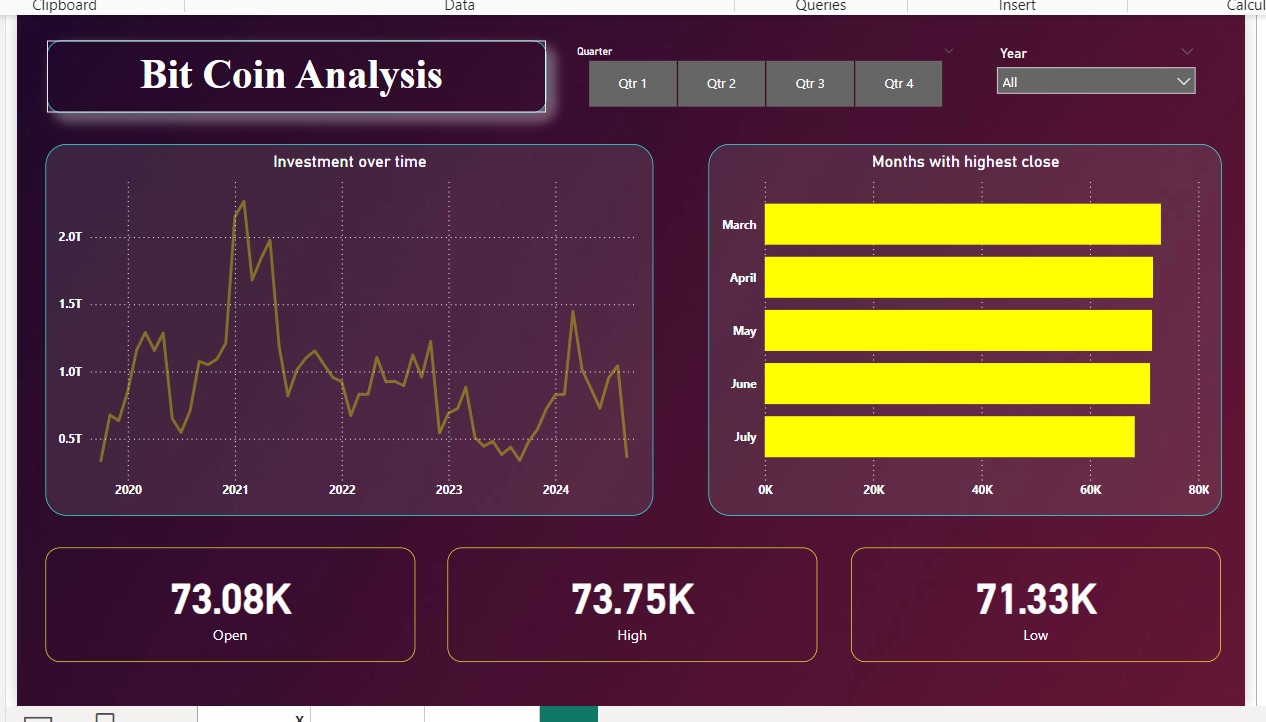 Clipboard
Data
Queries
Insert
Bit Coin Analysis
Quarter
Qtr 1
Qtr 2
Qtr 3
Qtr 4
Year
All
Investment over time
2.0T
1.5T
1.0T
0.5T
2020 2021 2022 2023 2024
Months with highest close
March
April
May
June
July
0K 20K 40K 60K 80K
73.08K
Open
73.75K
High
71.33K
Low
x